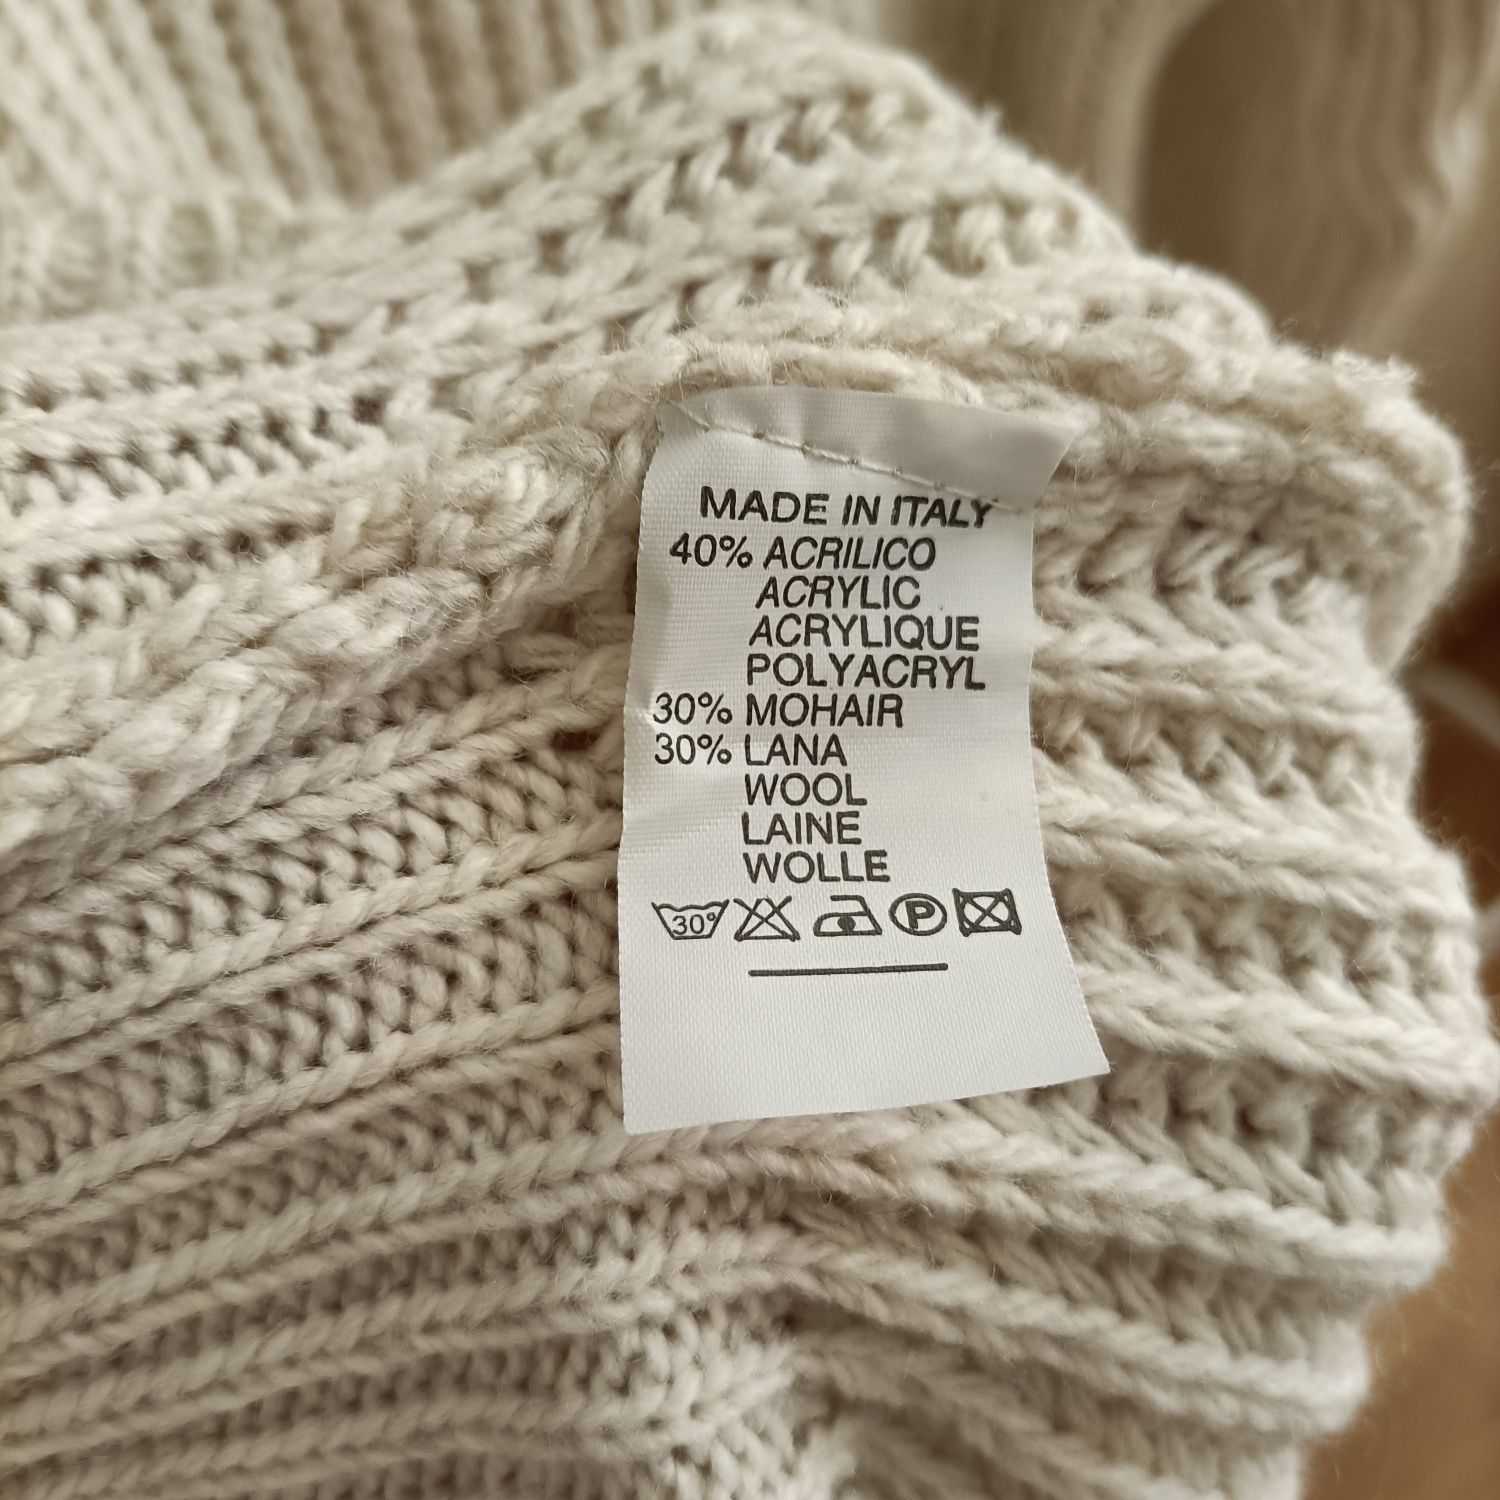 MADE IN ITALY
40% ACRILICO
ACRYLIC
ACRYLIQUE
POLYACRYL
30% MOHAIR
30% LANA
WOOL
LAINE
WOLLE
30° P